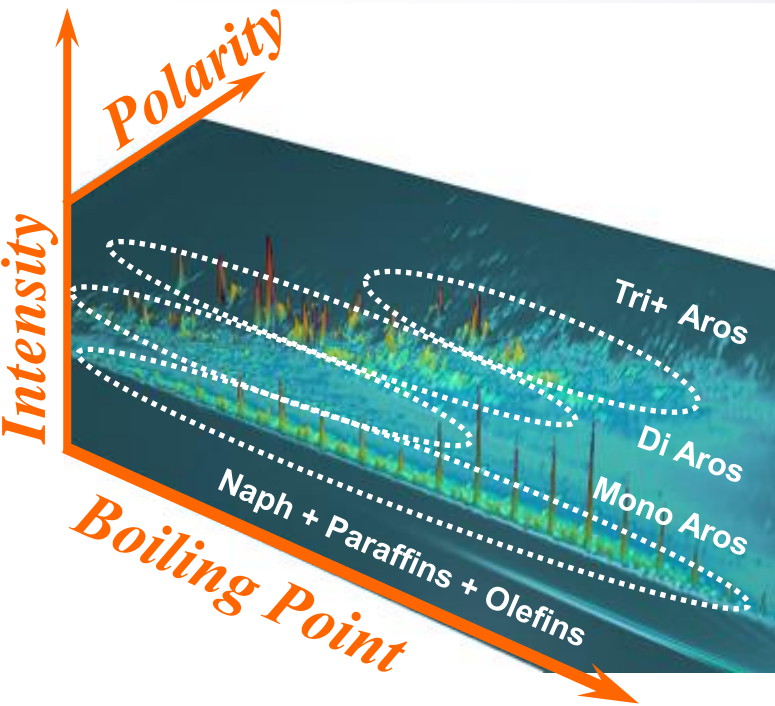 Polarity
Intensity
Tri+ Aros
Di Aros
Mono Aros
Naph + Paraffins + Olefins
Boiling Point